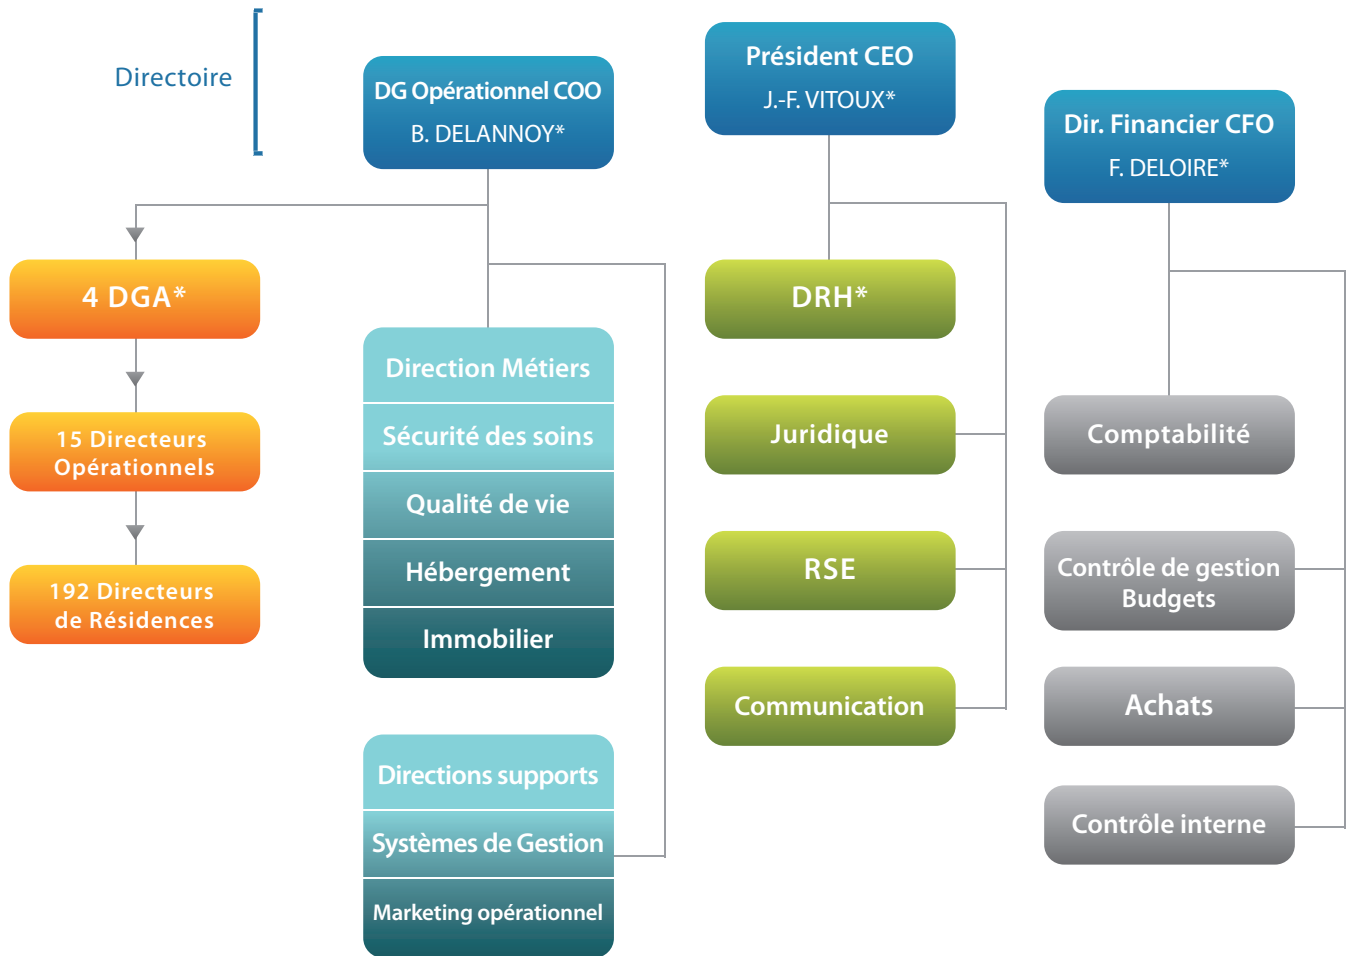 Directoire
DG Opérationnel COO
B. DELANNOY*
Président CEO
J.-F. VITOUX*
Dir. Financier CFO
F. DELOIRE*
4 DGA*
15 Directeurs
Opérationnels
192 Directeurs
de Résidences
Direction Métiers
Sécurité des soins
Qualité de vie
Hébergement
Immobilier
Directions supports
Systèmes de Gestion
Marketing opérationnel
DRH*
Juridique
RSE
Communication
Comptabilité
Contrôle de gestion
Budgets
Achats
Contrôle interne